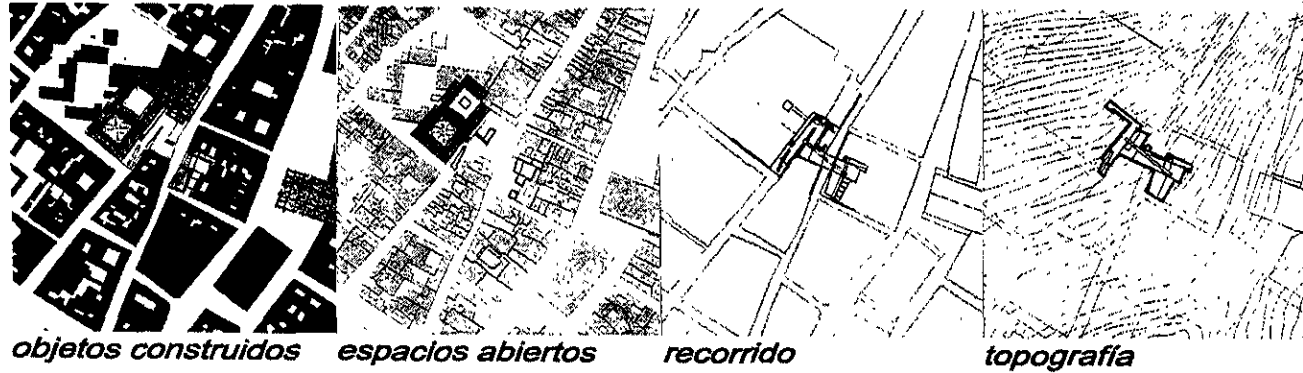 objetos construidos
espacios abiertos
recorrido
topografía